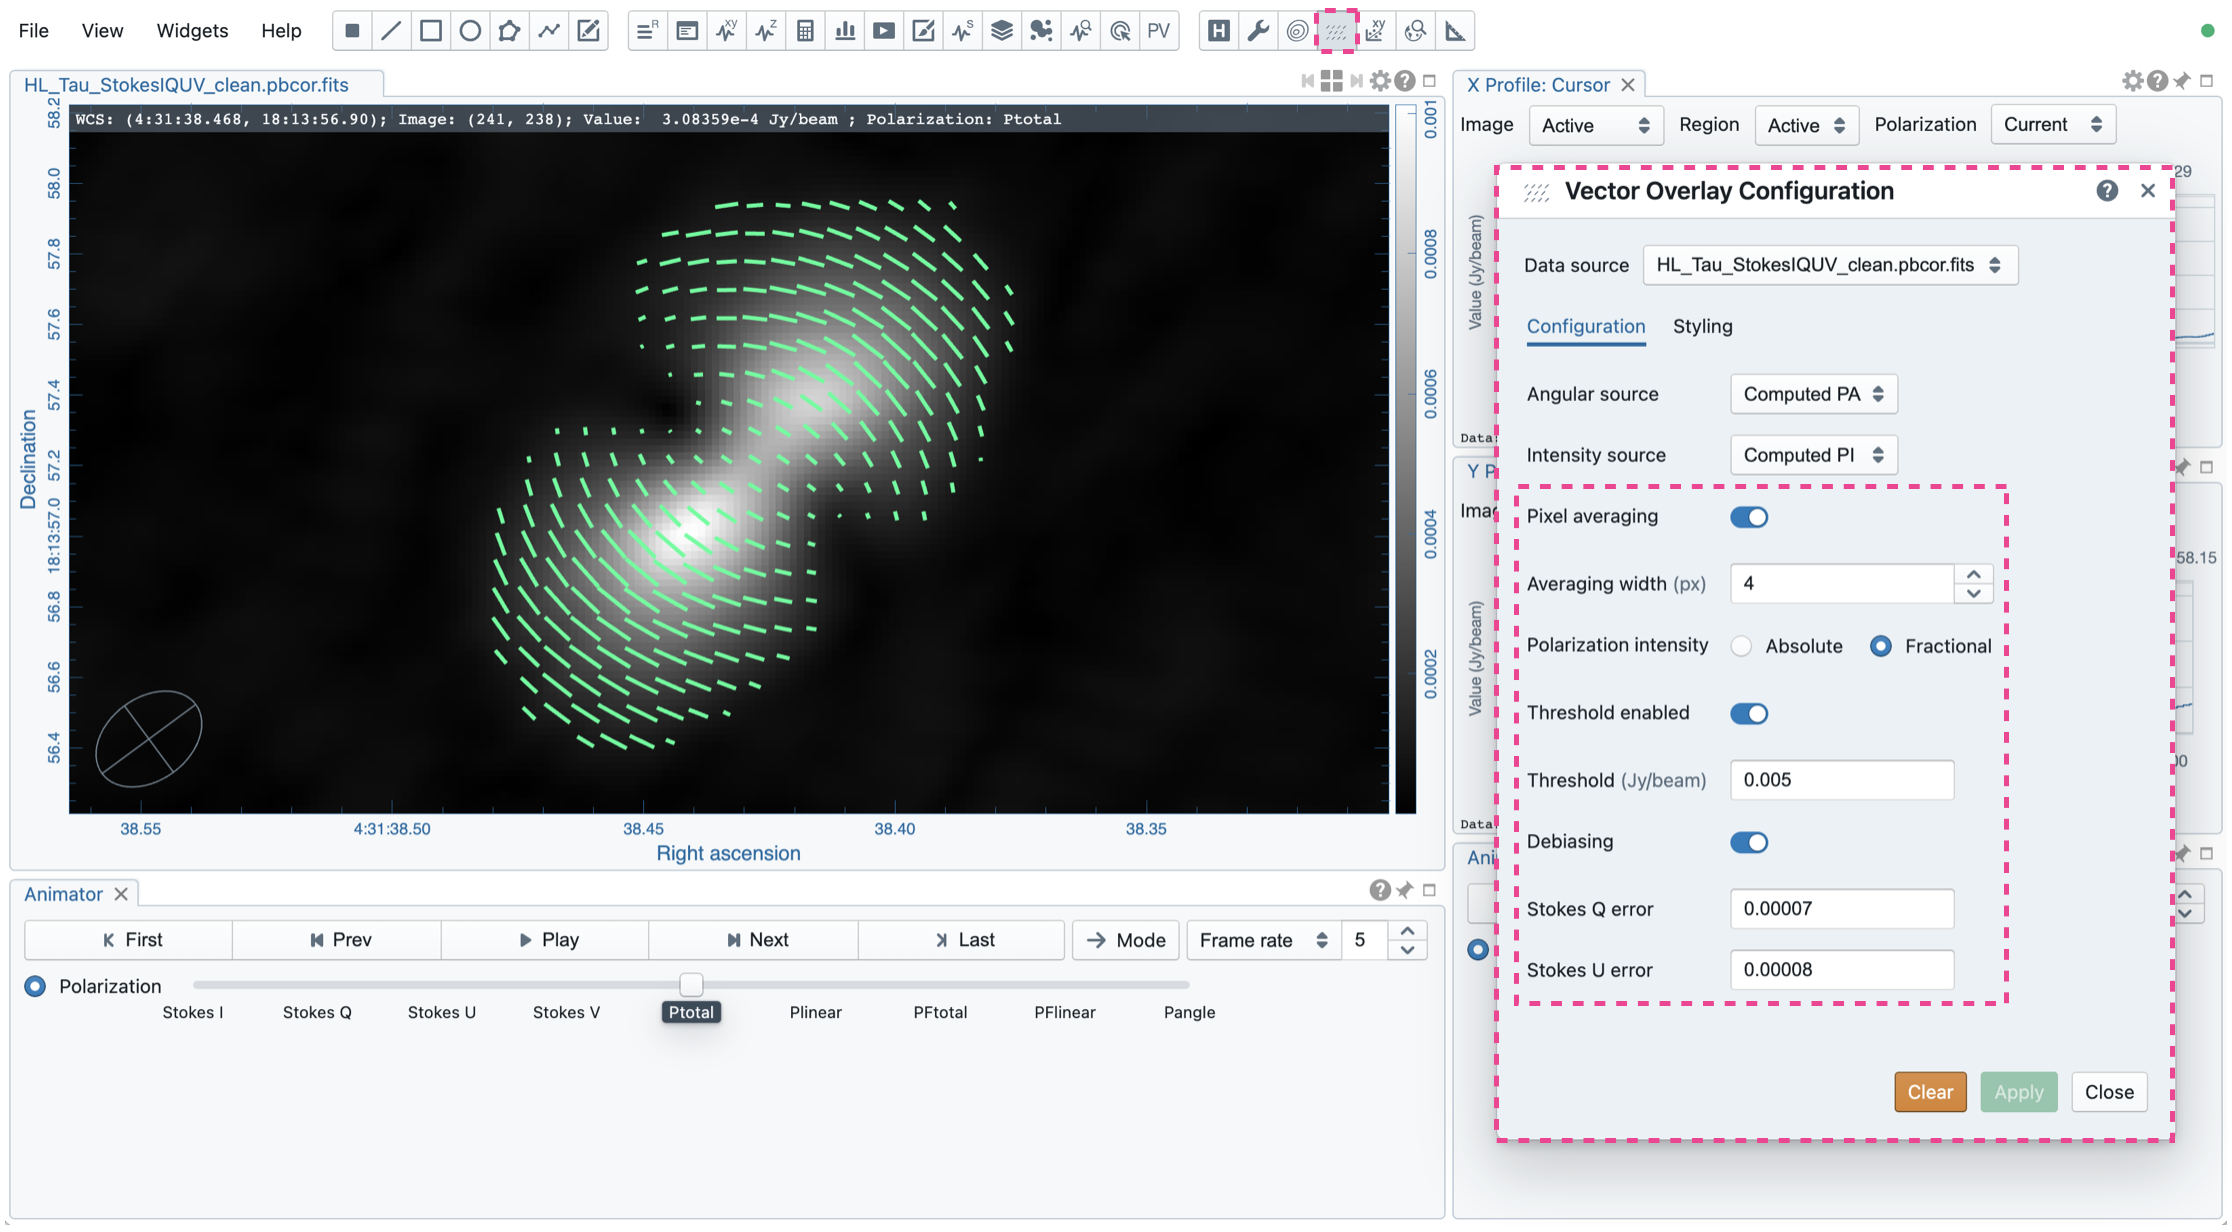 File View Widgets Help R XY Z S PV H XY
HL_Tau_StokesIQUV_clean.pbcor.fits
WCS: (4:31:38.468, 18:13:56.90); Image: (241, 238); Value:  3.08359e-4 Jy/beam ; Polarization: Ptotal
58.2
58.0
57.8
57.6
57.4
57.2
18:13:57.0
56.8
56.6
56.4
Declination
38.55 4:31:38.50 38.45 38.40 38.35
Right ascension
0.001
0.0008
0.0006
0.0004
0.0002
X Profile: Cursor
Image Active Region Active Polarization Current
29
Value (Jy/beam)
Data
Y P
Imag
58.15
Value (Jy/beam)
00
Data
Ani
Vector Overlay Configuration
Data source HL_Tau_StokesIQUV_clean.pbcor.fits
Configuration Styling
Angular source Computed PA
Intensity source Computed PI
Pixel averaging
Averaging width (px) 4
Polarization intensity Absolute Fractional
Threshold enabled
Threshold (Jy/beam) 0.005
Debiasing
Stokes Q error 0.00007
Stokes U error 0.00008
Clear Apply Close
Animator
First Prev Play Next Last Mode Frame rate 5
Polarization
Stokes I Stokes Q Stokes U Stokes V Ptotal Plinear PFtotal PFlinear Pangle